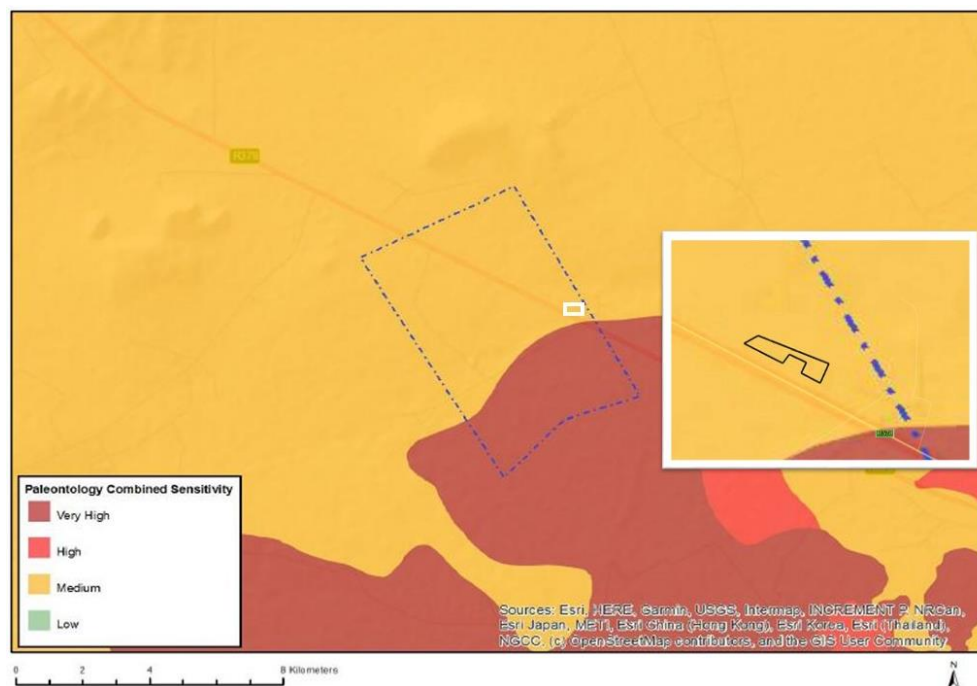 Paleontology Combined Sensitivity
Very High
High
Medium
Low
Sources: Esri, HERE, Garmin, USGS, Intermap, INCREMENT P, NRCan,
Esri Japan, METI, Esri China (Hong Kong), Esri Korea, Esri (Thailand),
NGCC, (c) OpenStreetMap contributors, and the GIS User Community
0 2 4 8 Kilometers
N